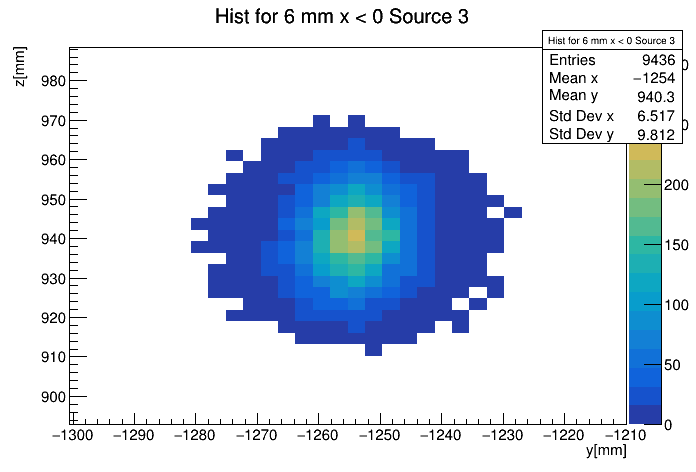 Hist for 6 mm x < 0 Source 3
z[mm]
Hist for 6 mm x < 0 Source 3
Entries 9436
Mean x −1254
Mean y 940.3
Std Dev x 6.517
Std Dev y 9.812
980
970
960
950
940
930
920
910
900
0
0
200
150
100
50
0
−1300 −1290 −1280 −1270 −1260 −1250 −1240 −1230 −1220 −1210
y[mm]